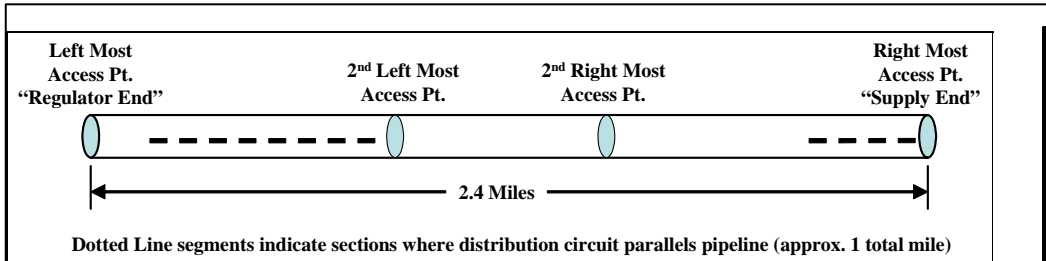 Left Most
Access Pt.
“Regulator End”
2nd Left Most
Access Pt.
2nd Right Most
Access Pt.
Right Most
Access Pt.
“Supply End”
2.4 Miles
Dotted Line segments indicate sections where distribution circuit parallels pipeline (approx. 1 total mile)